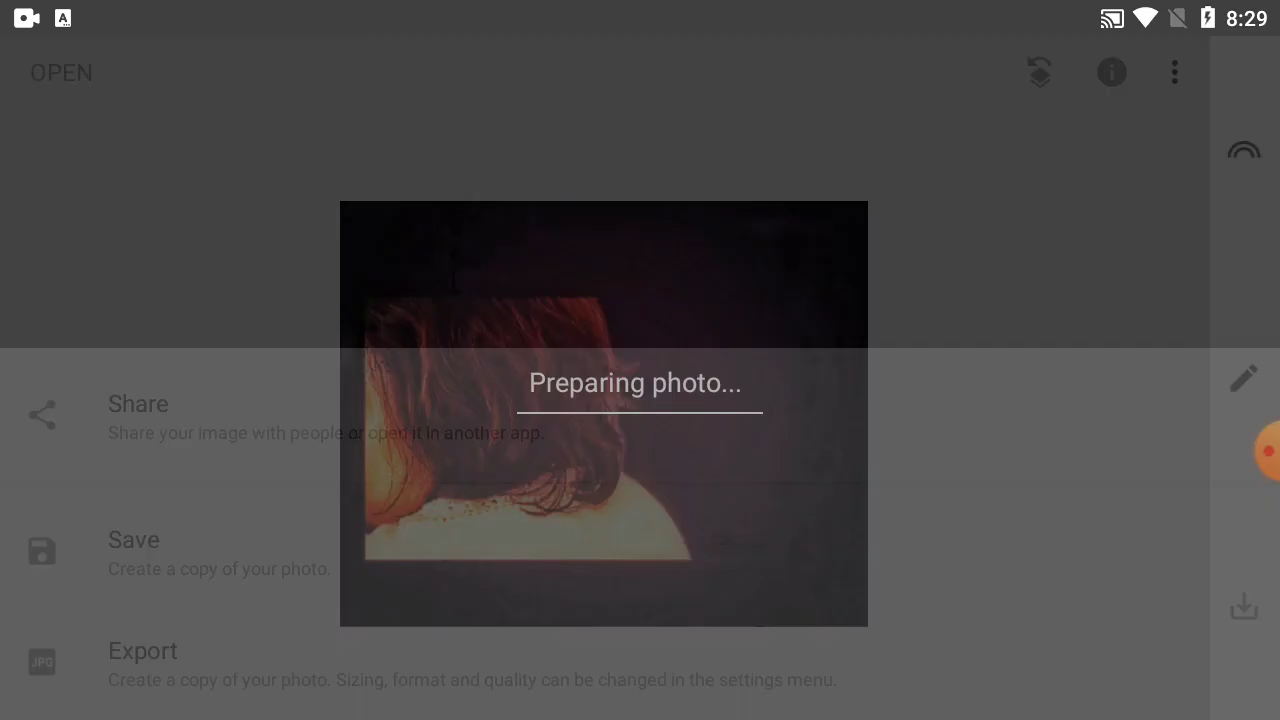 8:29
OPEN
Preparing photo...
Share
Share your image with people or open it in another app.
Save
Create a copy of your photo.
JPG
Export
Create a copy of your photo. Sizing, format and quality can be changed in the settings menu.